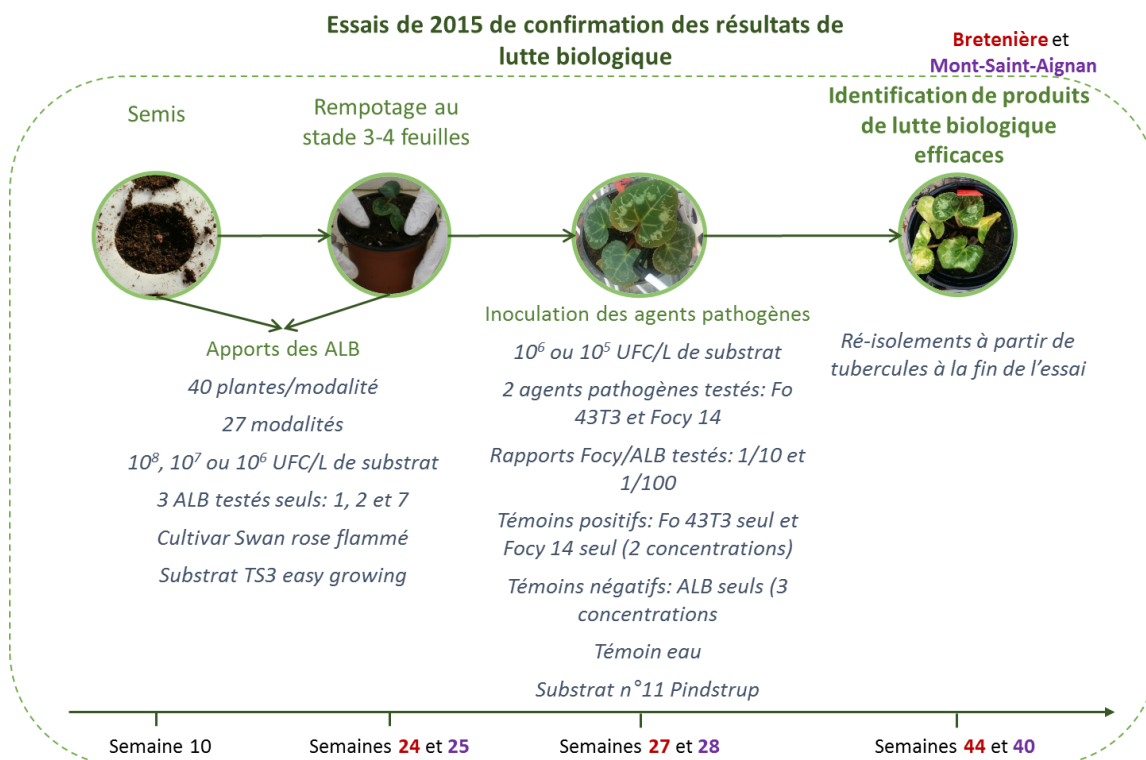 Essais de 2015 de confirmation des résultats de
lutte biologique
Bretenière et
Mont-Saint-Aignan
Semis
Rempotage au
stade 3-4 feuilles
Identification de produits
de lutte biologique
efficaces
Apports des ALB
40 plantes/modalité
27 modalités
10⁸, 10⁷ ou 10⁶ UFC/L de substrat
3 ALB testés seuls: 1, 2 et 7
Cultivar Swan rose flammé
Substrat TS3 easy growing
Inoculation des agents pathogènes
10⁶ ou 10⁵ UFC/L de substrat
2 agents pathogènes testés: Fo
43T3 et Focy 14
Rapports Focy/ALB testés: 1/10 et
1/100
Témoins positifs: Fo 43T3 seul et
Focy 14 seul (2 concentrations)
Témoins négatifs: ALB seuls (3
concentrations
Témoin eau
Substrat n°11 Pindstrup
Ré-isolements à partir de
tubercules à la fin de l'essai
Semaine 10
Semaines 24 et 25
Semaines 27 et 28
Semaines 44 et 40